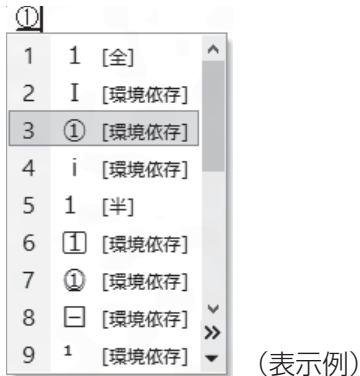 ①
1 1 [全]
2 Ⅰ [環境依存]
3 ① [環境依存]
4 ⅰ [環境依存]
5 1 [半]
6 1️⃣ [環境依存]
7 ⓵ [環境依存]
8 ㊀ [環境依存]
9 ¹ [環境依存]
(表示例)